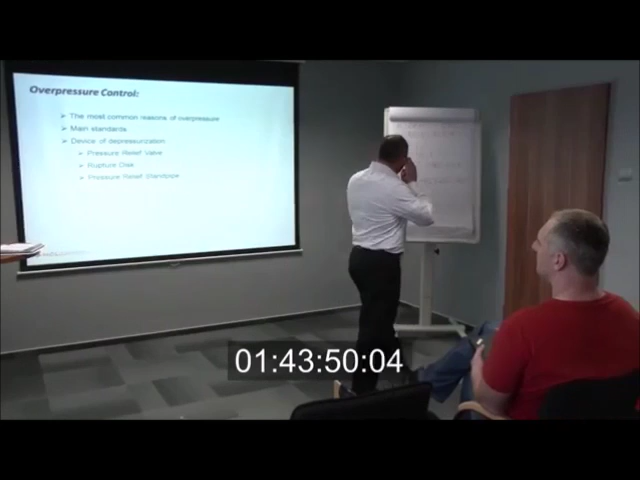 Overpressure Control:
➢ The most common reasons of overpressure
➢ Main standards
➢ Device of depressurization
➢ Pressure Relief Valve
➢ Rupture Disk
➢ Pressure Relief Standpipe
01:43:50:04